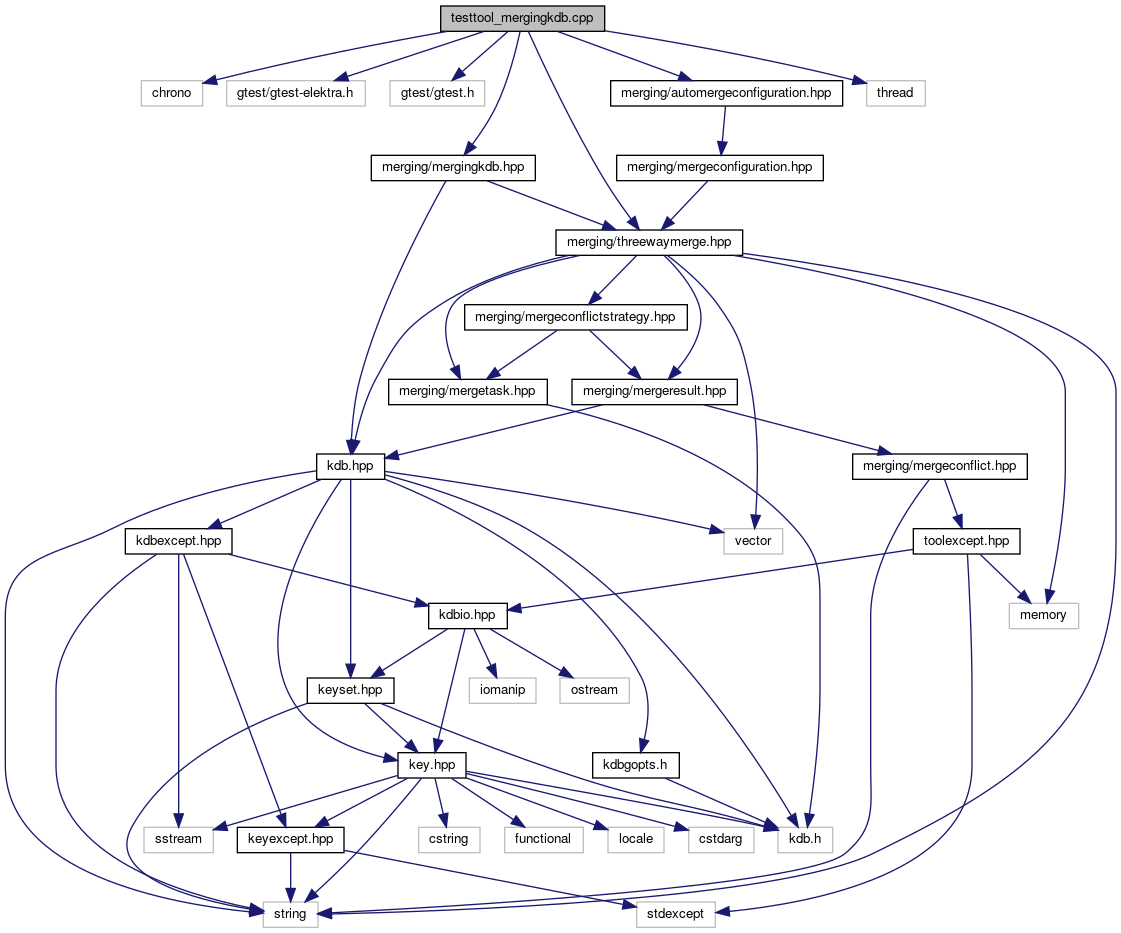 testtool_mergingkdb.cpp
chrono
gtest/gtest-elektra.h
gtest/gtest.h
merging/automergeconfiguration.hpp
thread
merging/mergingkdb.hpp
merging/mergeconfiguration.hpp
merging/threewaymerge.hpp
merging/mergeconflictstrategy.hpp
merging/mergetask.hpp
merging/mergeresult.hpp
kdb.hpp
merging/mergeconflict.hpp
kdbexcept.hpp
vector
toolexcept.hpp
kdbio.hpp
memory
keyset.hpp
iomanip
ostream
key.hpp
kdbgopts.h
sstream
keyexcept.hpp
cstring
functional
locale
cstdarg
kdb.h
string
stdexcept